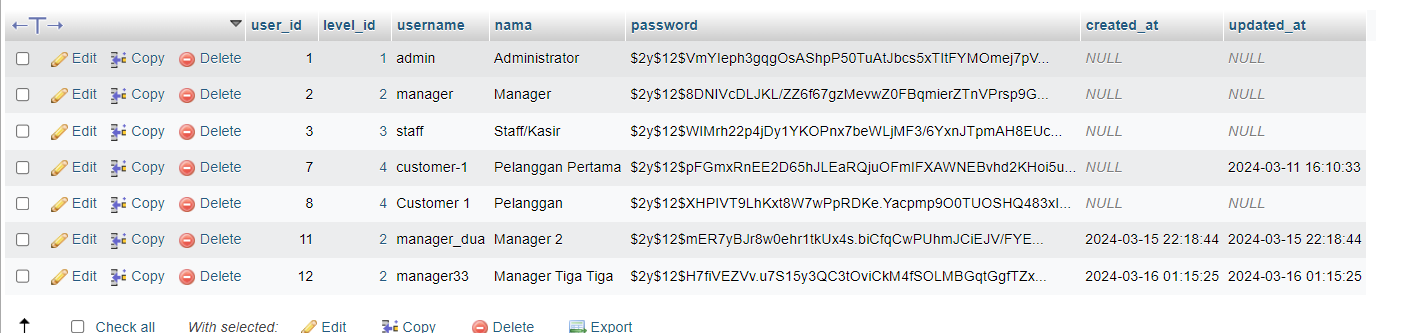 ←T→ user_id level_id username nama password created_at updated_at
Edit Copy Delete 1 1 admin Administrator $2y$12$VmYIeph3gqgOsAShpP50TuAtJbcs5xTItFYMOmej7pV... NULL NULL
Edit Copy Delete 2 2 manager Manager $2y$12$8DNIVcDLJKL/ZZ6f67gzMevwZ0FBqmierZTnVPrsp9G... NULL NULL
Edit Copy Delete 3 3 staff Staff/Kasir $2y$12$WIMrh22p4jDy1YKOPnx7beWLjMF3/6YxnJTpmAH8EUc... NULL NULL
Edit Copy Delete 7 4 customer-1 Pelanggan Pertama $2y$12$pFGmxRnEE2D65hJLEaRQjuOFmIFXAWNEBvhd2KHoi5u... NULL 2024-03-11 16:10:33
Edit Copy Delete 8 4 Customer 1 Pelanggan $2y$12$XHPIVT9LhKxt8W7wPpRDKe.Yacpmp9O0TUOSHQ483xI... NULL NULL
Edit Copy Delete 11 2 manager_dua Manager 2 $2y$12$mER7yBJr8w0ehr1tkUx4s.biCfqCwPUhmJCiEJV/FYE... 2024-03-15 22:18:44 2024-03-15 22:18:44
Edit Copy Delete 12 2 manager33 Manager Tiga Tiga $2y$12$H7fiVEZVv.u7S15y3QC3tOviCkM4fSOLMBGqtGgfTZx... 2024-03-16 01:15:25 2024-03-16 01:15:25
Check all With selected: Edit Copy Delete Export